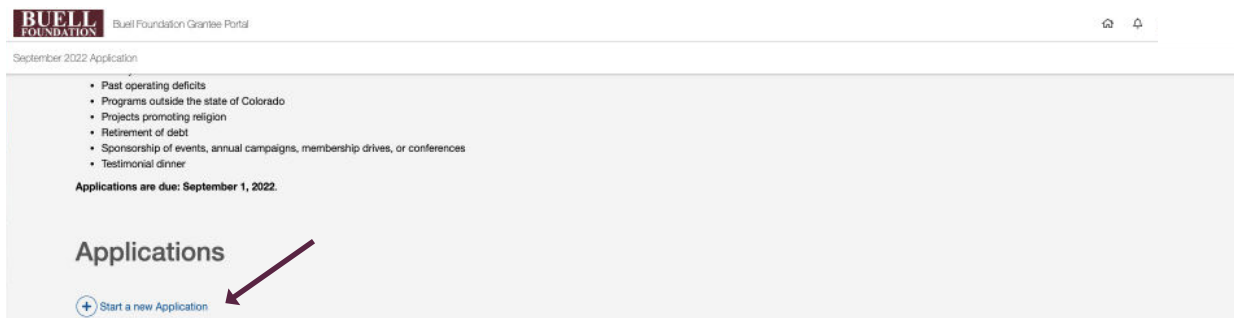 BUELL
FOUNDATION
Buell Foundation Grantee Portal
September 2022 Application
• Past operating deficits
• Programs outside the state of Colorado
• Projects promoting religion
• Retirement of debt
• Sponsorship of events, annual campaigns, membership drives, or conferences
• Testimonial dinner
Applications are due: September 1, 2022.
Applications
Start a new Application